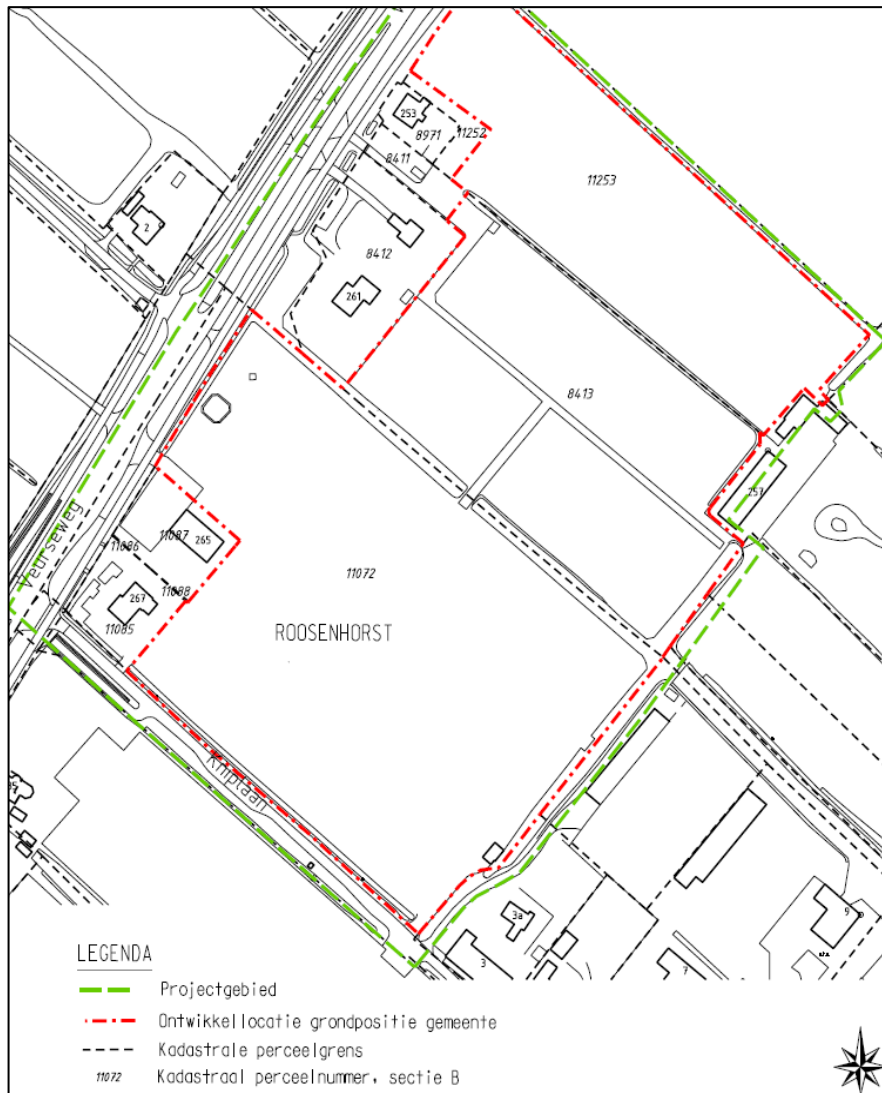 253
11252
8971
8411
11253
2
8412
261
8413
257
Veurseweg
11087
265
11086
11072
267
11088
11085
ROOSENHORST
Kniplaan
3a
3
9
7
LEGENDA
Projectgebied
Ontwikkellocatie grondpositie gemeente
Kadastrale perceelgrens
11072 Kadastraal perceelnummer, sectie B